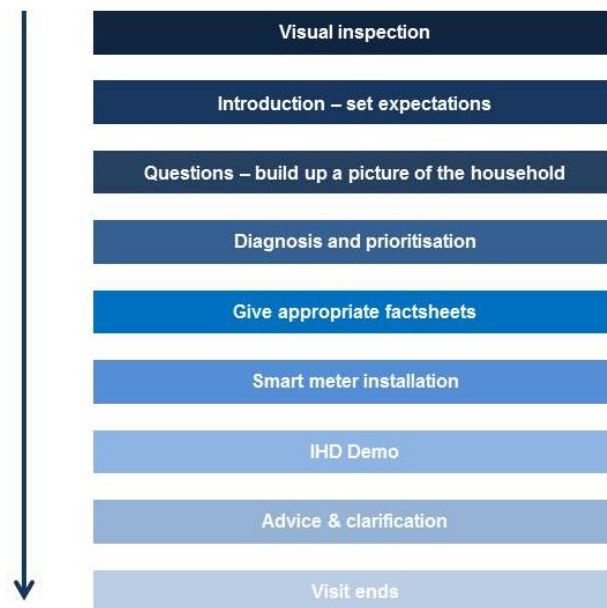 Visual inspection
Introduction – set expectations
Questions – build up a picture of the household
Diagnosis and prioritisation
Give appropriate factsheets
Smart meter installation
IHD Demo
Advice & clarification
Visit ends